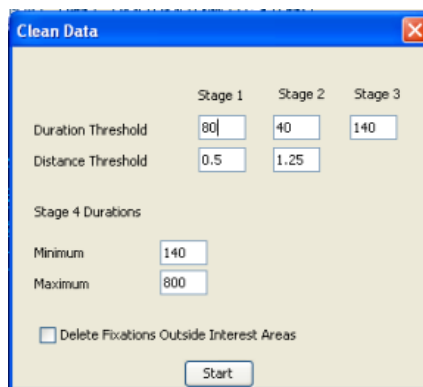 Clean Data
Stage 1 Stage 2 Stage 3
Duration Threshold 80 40 140
Distance Threshold 0.5 1.25
Stage 4 Durations
Minimum 140
Maximum 800
Delete Fixations Outside Interest Areas
Start